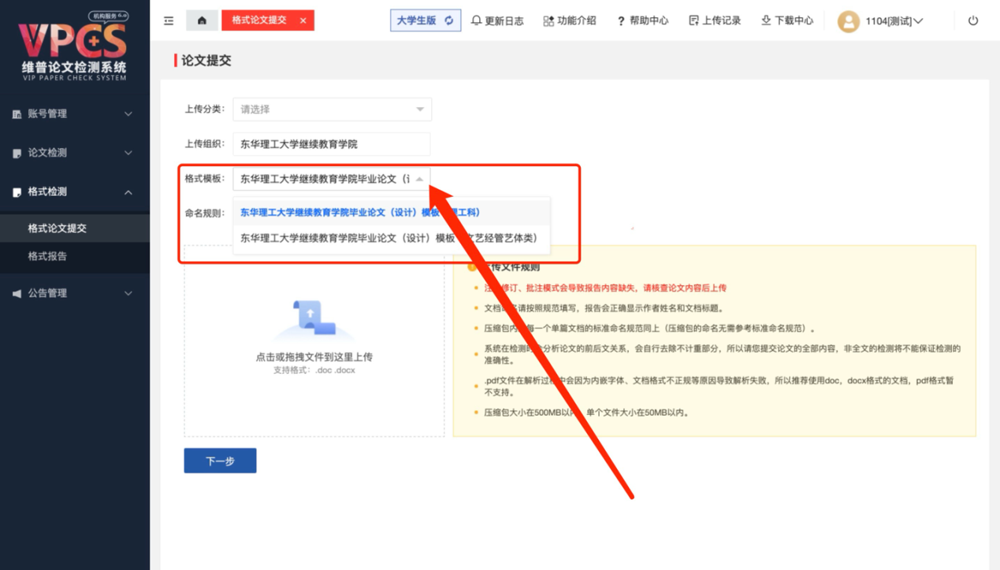 机构服务 6.0
VPCS
维普论文检测系统
VIP PAPER CHECK SYSTEM
账号管理
论文检测
格式检测
格式论文提交
格式报告
公告管理
格式论文提交 ×
大学生版
更新日志
功能介绍
? 帮助中心
上传记录
下载中心
1104[测试]
论文提交
上传分类：
请选择
上传组织：
东华理工大学继续教育学院
格式模板：
东华理工大学继续教育学院毕业论文（
命名规则：
东华理工大学继续教育学院毕业论文（设计）模板 工科）
东华理工大学继续教育学院毕业论文（设计）模板 文艺经管艺体类）
点击或拖拽文件到这里上传
支持格式：.doc .docx
下一步
传文件规则
修订、批注模式会导致报告内容缺失，请核查论文内容后上传
文档 请按照规范填写，报告会正确显示作者姓名和文档标题。
压缩包内 每一个单篇文档的标准命名规范同上（压缩包的命名无需参考标准命名规范）。
系统在检测时 分析论文的前后文关系，会自行去除不计重部分，所以请您提交论文的全部内容，非全文的检测将不能保证检测的
准确性。
.pdf文件在解析过 中会因为内嵌字体、文档格式不正规等原因导致解析失败，所以推荐使用doc，docx格式的文档，pdf格式暂
不支持。
压缩包大小在500MB以内 单个文件大小在50MB以内。